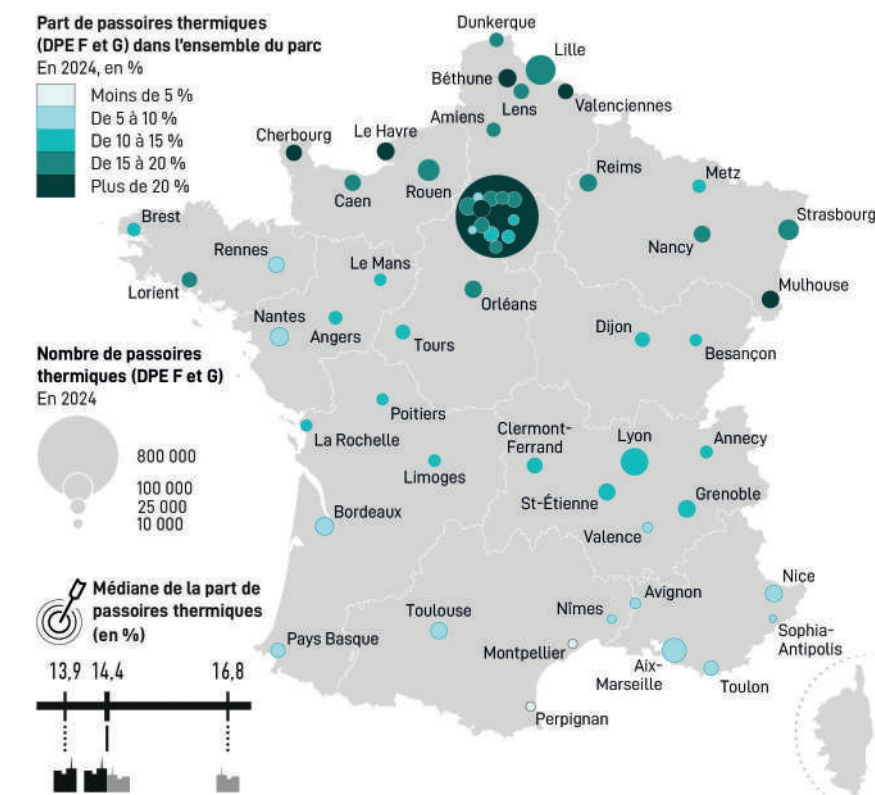 Part de passoires thermiques
(DPE F et G) dans l'ensemble du parc
En 2024, en %
Moins de 5 %
De 5 à 10 %
De 10 à 15 %
De 15 à 20 %
Plus de 20 %
Dunkerque
Lille
Béthune
Lens
Valenciennes
Amiens
Cherbourg
Le Havre
Caen
Rouen
Reims
Metz
Strasbourg
Nancy
Mulhouse
Brest
Rennes
Lorient
Le Mans
Orléans
Nantes
Angers
Tours
Dijon
Besançon
Nombre de passoires
thermiques (DPE F et G)
En 2024
800 000
100 000
25 000
10 000
Poitiers
La Rochelle
Limoges
Clermont-
Ferrand
Lyon
Annecy
St-Étienne
Grenoble
Valence
Bordeaux
Médiane de la part de
passoires thermiques
(en %)
13,9
14,4
16,8
Pays Basque
Toulouse
Nîmes
Avignon
Nice
Sophia-
Antipolis
Montpellier
Aix-
Marseille
Toulon
Perpignan